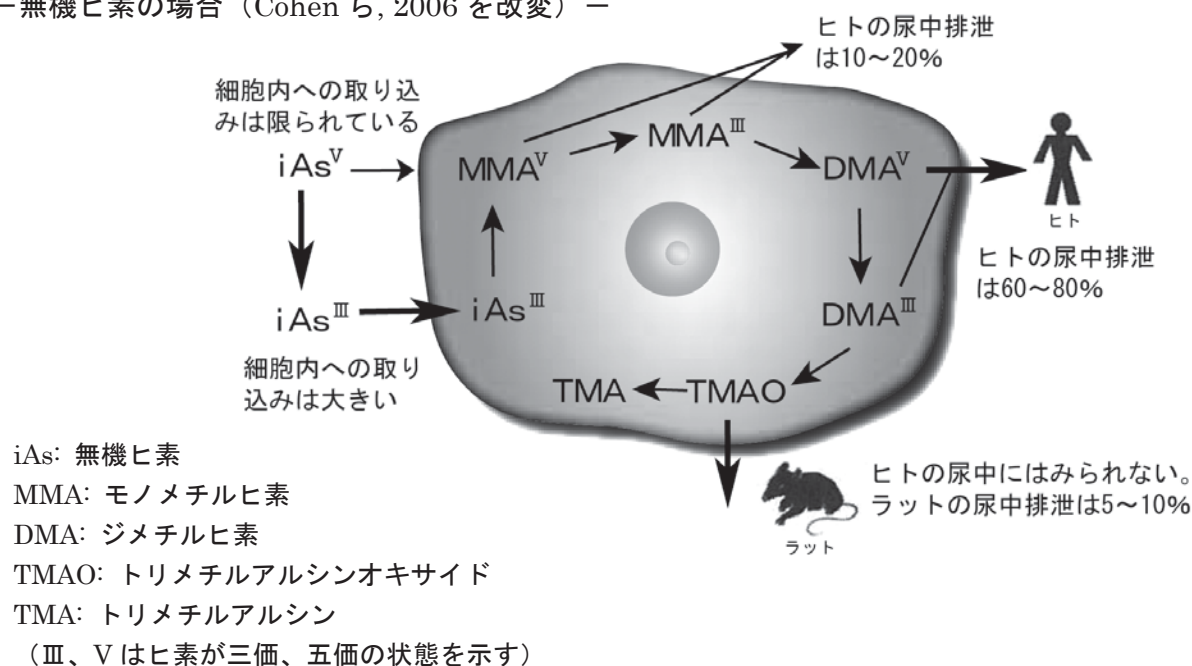 －無機ヒ素の場合（Cohen ら, 2006 を改変）－
ヒトの尿中排泄
は10～20%
細胞内への取り込
みは限られている
iAsⅤ
MMAⅤ
MMAⅢ
DMAⅤ
ヒト
ヒトの尿中排泄
は60～80%
iAsⅢ
iAsⅢ
DMAⅢ
細胞内への取り
込みは大きい
TMA
TMAO
ヒトの尿中にはみられない。
ラットの尿中排泄は5～10%
ラット
iAs: 無機ヒ素
MMA: モノメチルヒ素
DMA: ジメチルヒ素
TMAO: トリメチルアルシンオキサイド
TMA: トリメチルアルシン
（Ⅲ、V はヒ素が三価、五価の状態を示す）